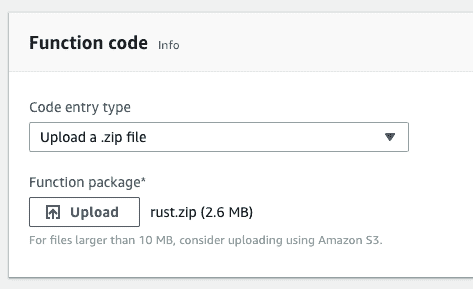 Function code Info
Code entry type
Upload a .zip file
Function package*
Upload rust.zip (2.6 MB)
For files larger than 10 MB, consider uploading using Amazon S3.